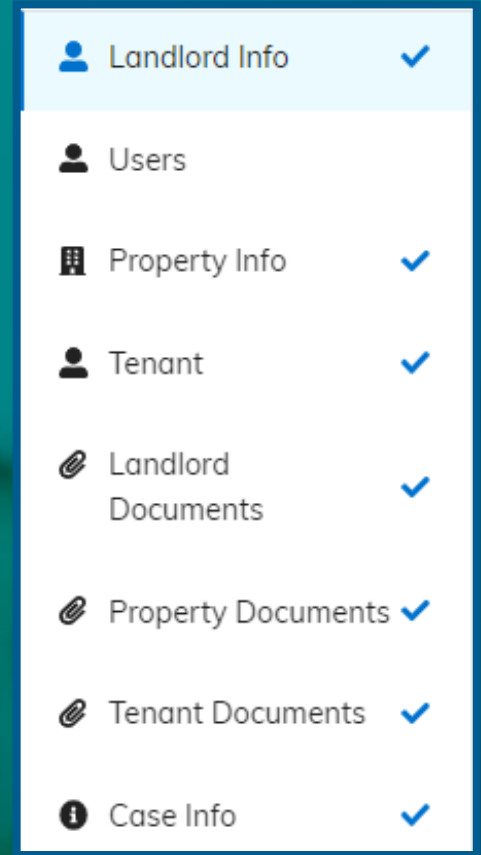 Landlord Info
Users
Property Info
Tenant
Landlord
Documents
Property Documents
Tenant Documents
Case Info